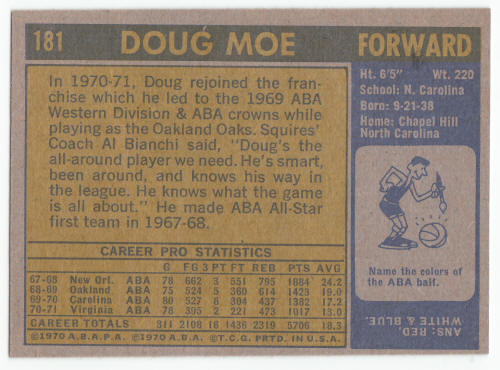 181 DOUG MOE FORWARD
In 1970-71, Doug rejoined the fran-
chise which he led to the 1969 ABA
Western Division & ABA crowns while
playing as the Oakland Oaks. Squires'
Coach Al Bianchi said, "Doug's the
all-around player we need. He's smart,
been around, and knows his way
in the league. He knows what the game
is all about." He made ABA All-Star
first team in 1967-68.
CAREER PRO STATISTICS
G FG 3 PT FT REB PTS AVG
67-68 New Orl. ABA 78 662 3 551 795 1884 24.2
68-69 Oakland ABA 75 524 5 360 614 1423 19.0
69-70 Carolina ABA 80 527 8 304 437 1382 17.2
70-71 Virginia ABA 78 395 2 221 473 1017 13.0
CAREER TOTALS 311 2108 18 1436 2319 5706 18.3
©1970 A.B.A.P.A. ©1970 A.B.A. ©T.C.G. PRTD. IN U.S.A.
Ht. 6'5" Wt. 220
School: N. Carolina
Born: 9-21-38
Home: Chapel Hill
North Carolina
Name the colors of
the ABA ball.
ANS: RED,
WHITE & BLUE.